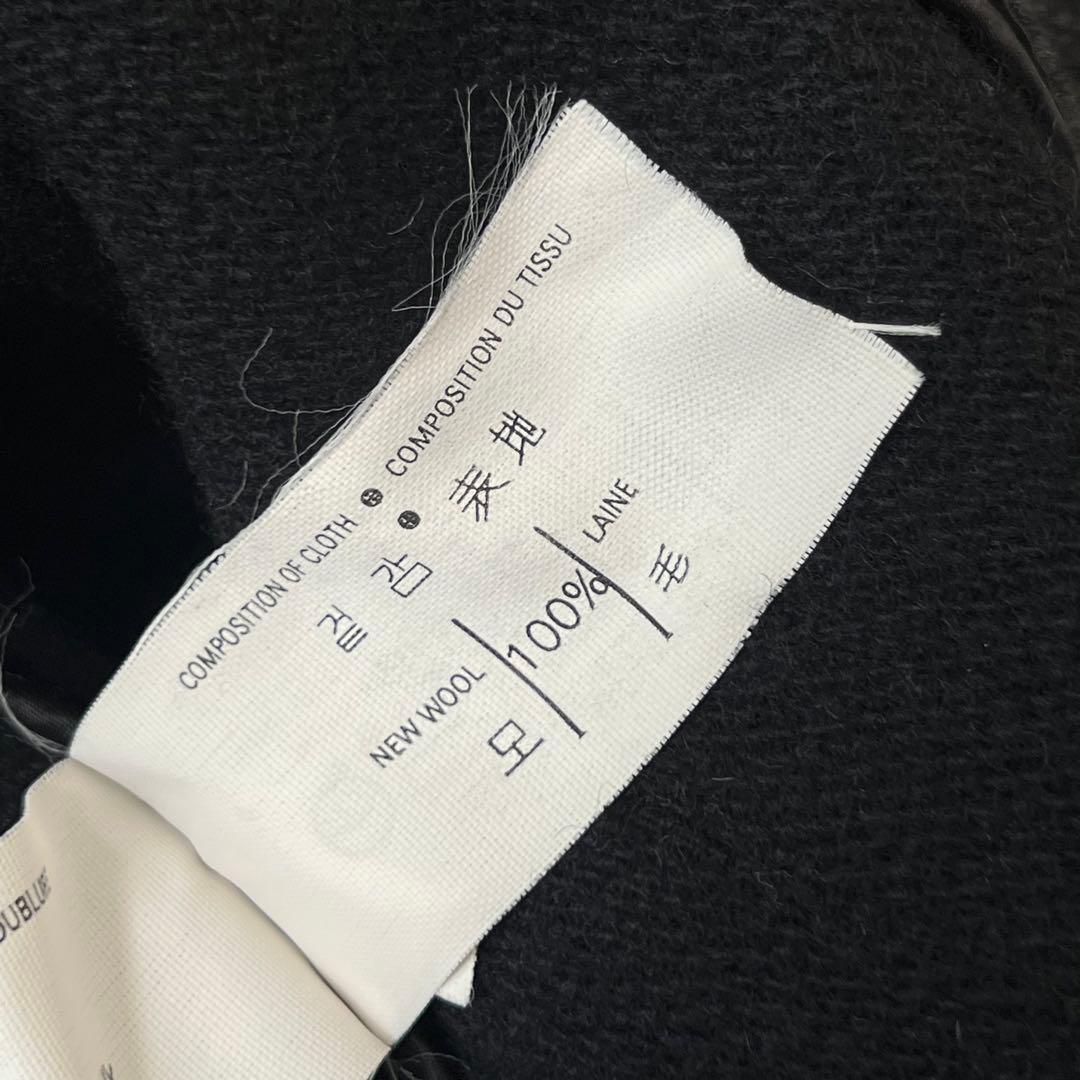 COMPOSITION OF CLOTH ⊕ COMPOSITION DU TISSU
겉감 ⊕ 表地
NEW WOOL 100% LAINE
모 毛